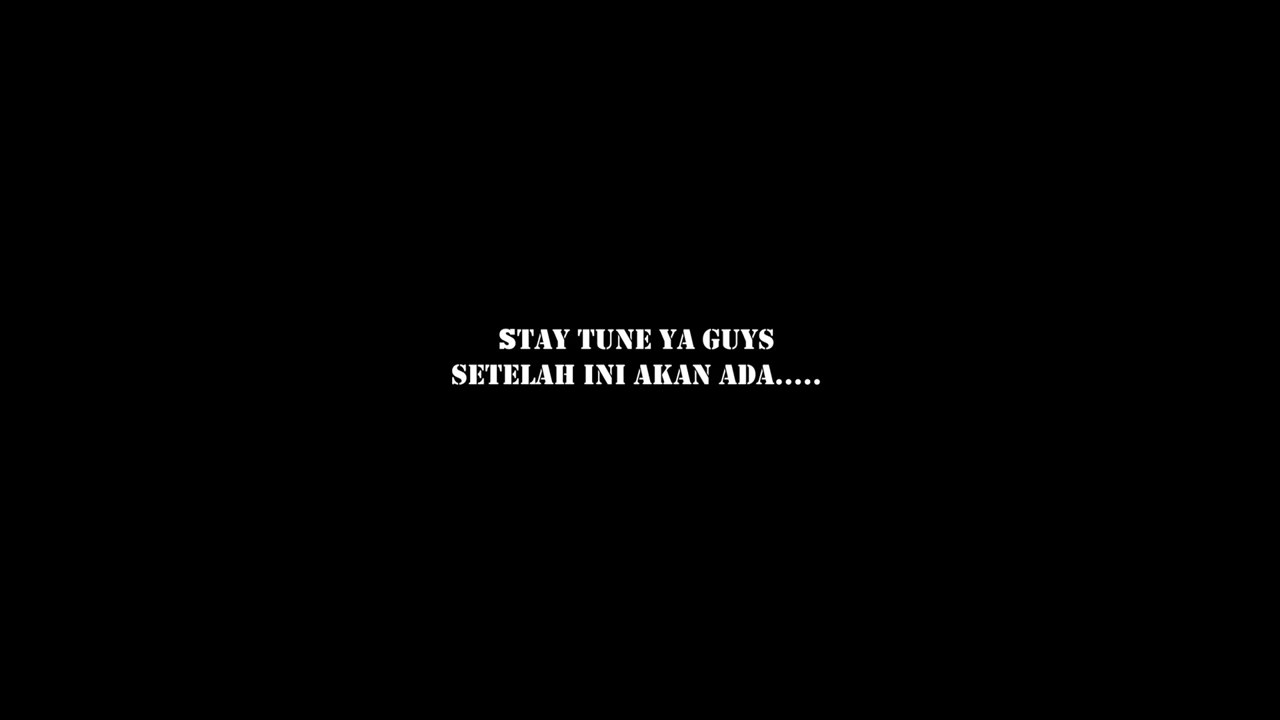 STAY TUNE YA GUYS
SETELAH INI AKAN ADA.....